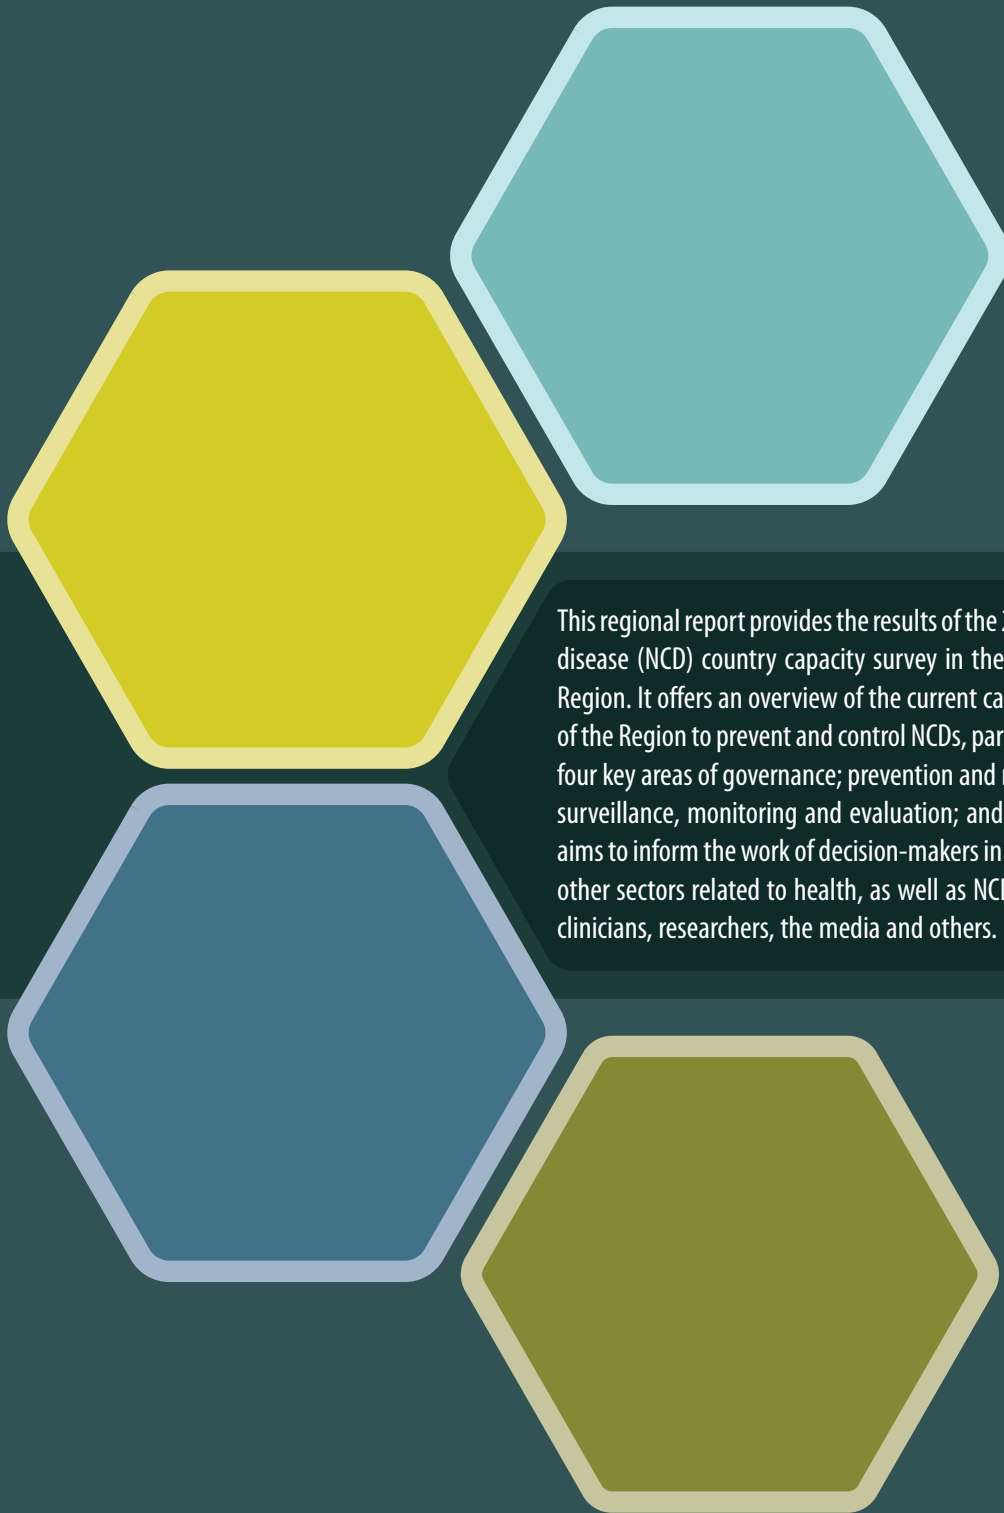 This regional report provides the results of the
disease (NCD) country capacity survey in the
Region. It offers an overview of the current ca
of the Region to prevent and control NCDs, par
four key areas of governance; prevention and
surveillance, monitoring and evaluation; and
aims to inform the work of decision-makers in
other sectors related to health, as well as NCD
clinicians, researchers, the media and others.